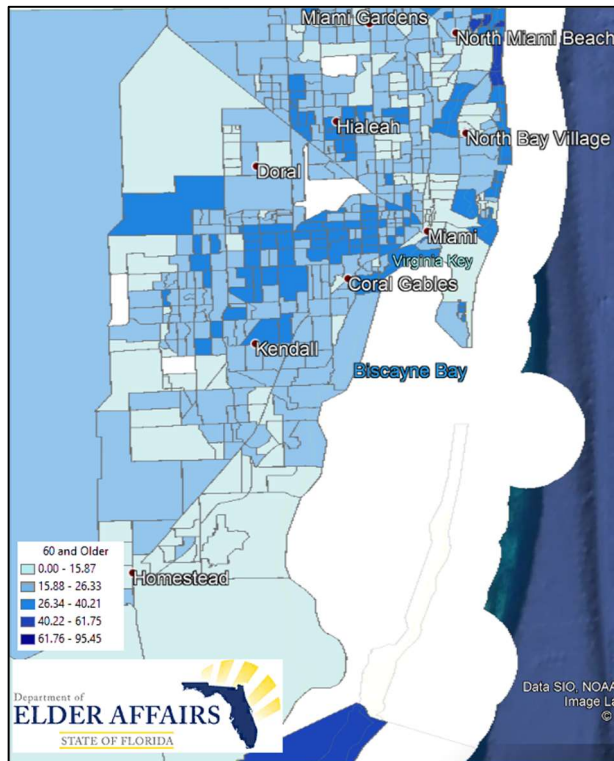 Miami Gardens
North Miami Beach
Hialeah
North Bay Village
Doral
Miami
Virginia Key
Coral Gables
Kendall
Biscayne Bay
60 and Older
0.00 - 15.87
15.88 - 26.33
26.34 - 40.21
40.22 - 61.75
61.76 - 95.45
Homestead
Data SIO, NOAA
Image La
©
Department of
ELDER AFFAIRS
STATE OF FLORIDA